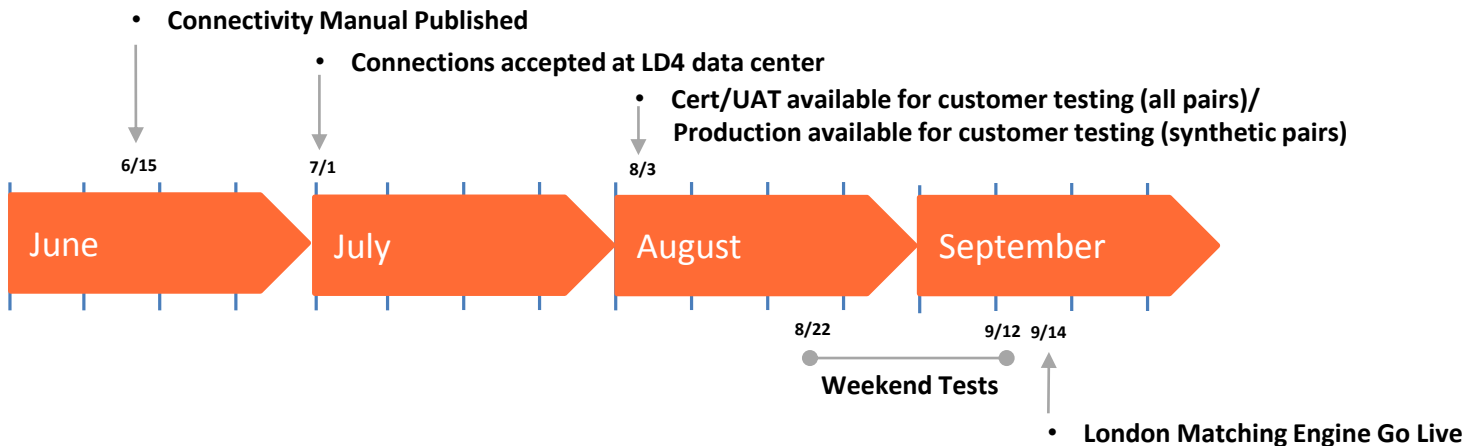 • Connectivity Manual Published
• Connections accepted at LD4 data center
• Cert/UAT available for customer testing (all pairs)/
Production available for customer testing (synthetic pairs)
6/15
7/1
8/3
June
July
August
September
8/22
9/12
9/14
Weekend Tests
• London Matching Engine Go Live